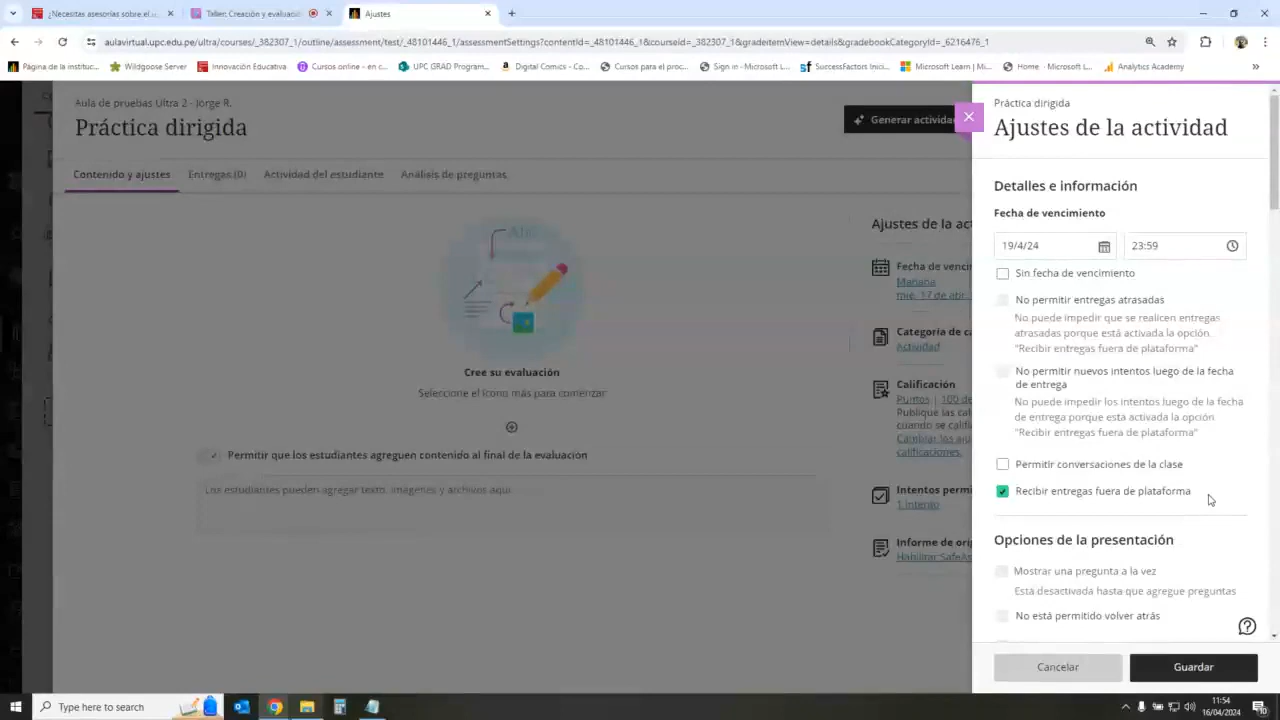 ¿Necesitas asesorías sobre el u
Taller: Creación y evaluació
Ajustes
aulavirtual.upc.edu.pe/ultra/courses/_382307_1/outline/assessment/test/_48101446_1/assessmentSettings?contentId=_48101446_1&courseId=_382307_1&gradeitemView=details&gradebookCategoryId=_6216476_1
Página de la instituc...
Wildgoose Server
Innovación Educativa
Cursos online - en c...
UPC GRAD Program...
Digital Comics - Co...
Cursos para el proc...
Sign in - Microsoft L...
SuccessFactors Inici...
Microsoft Learn | Mi...
Home - Microsoft L...
Analytics Academy
Aula de pruebas Ultra 2 - Jorge R.
Práctica dirigida
Generar actividad
Contenido y ajustes
Entregas (0)
Actividad del estudiante
Análisis de preguntas
Cree su evaluación
Seleccione el ícono más para comenzar
Permitir que los estudiantes agreguen contenido al final de la evaluación
Los estudiantes pueden agregar texto, imágenes y archivos aquí
Ajustes de la act
Fecha de venci
Mañana
mié, 17 de abr.
Categoría de ca
Actividad
Calificación
Puntos | 100 de
Publique las cal
cuando se califi
Cambiar los aju
calificaciones.
Intentos permi
1 intento
Informe de orig
Habilitar SafeAs
Práctica dirigida
Ajustes de la actividad
Detalles e información
Fecha de vencimiento
19/4/24
23:59
Sin fecha de vencimiento
No permitir entregas atrasadas
No puede impedir que se realicen entregas
atrasadas porque está activada la opción
"Recibir entregas fuera de plataforma"
No permitir nuevos intentos luego de la fecha
de entrega
No puede impedir los intentos luego de la fecha
de entrega porque está activada la opción
"Recibir entregas fuera de plataforma"
Permitir conversaciones de la clase
Recibir entregas fuera de plataforma
Opciones de la presentación
Mostrar una pregunta a la vez
Está desactivada hasta que agregue preguntas
No está permitido volver atrás
Cancelar
Guardar
Type here to search
11:54
16/04/2024